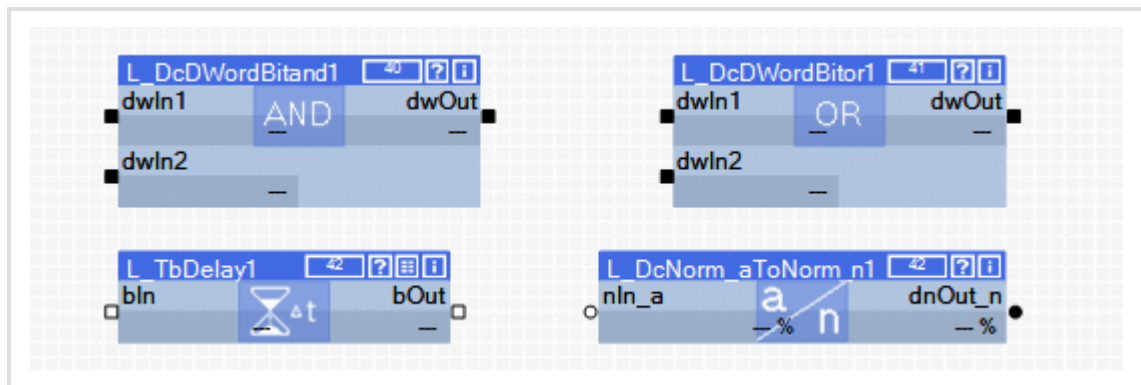 L_DcDWordBitand1 40 ? i
dwIn1 AND dwOut
--- ---
dwIn2
---
L_DcDWordBitor1 41 ? i
dwIn1 OR dwOut
--- ---
dwIn2
---
L_TbDelay1 42 ? i
bIn Δt bOut
--- ---
L_DcNorm_aToNorm_n1 42 ? i
nIn_a a/n dnOut_n
--- % --- %